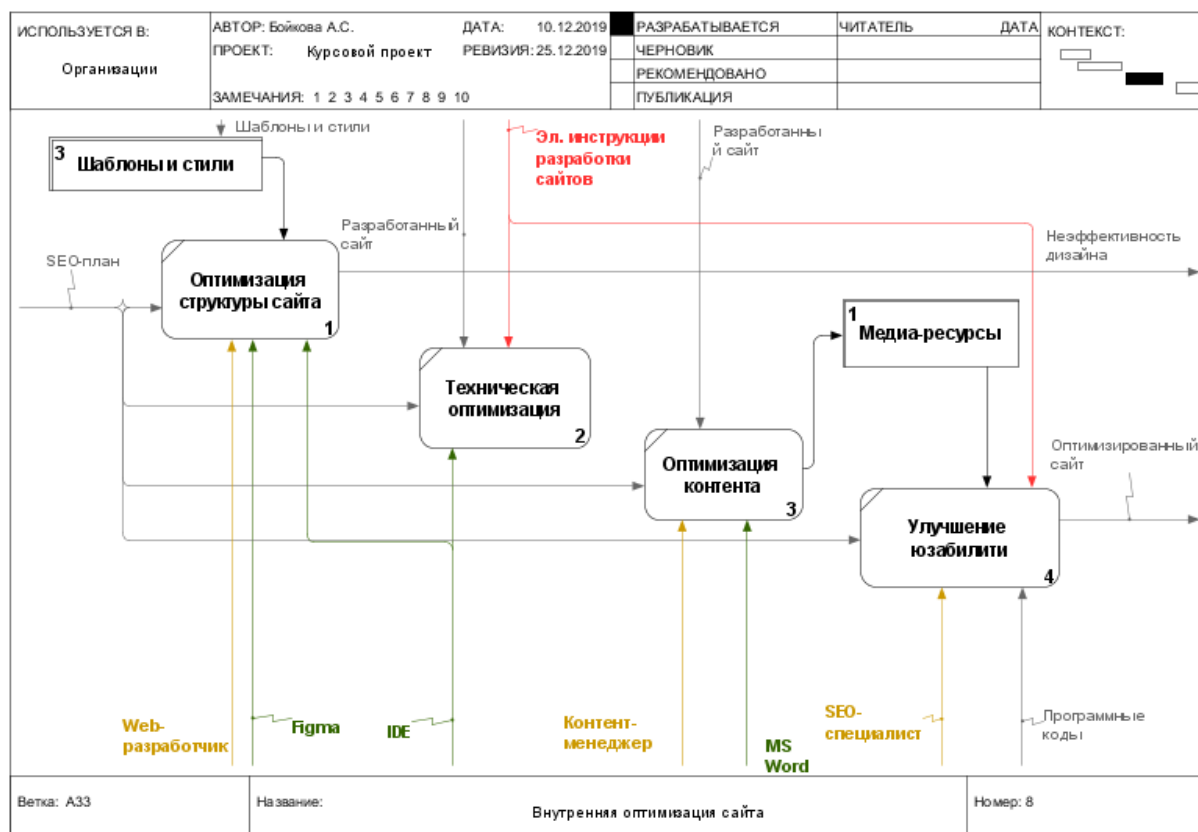 ИСПОЛЬЗУЕТСЯ В:
Организации
АВТОР: Бойкова А.С.
ДАТА: 10.12.2019
ПРОЕКТ: Курсовой проект
РЕВИЗИЯ: 25.12.2019
ЗАМЕЧАНИЯ: 1 2 3 4 5 6 7 8 9 10
РАЗРАБАТЫВАЕТСЯ
ЧЕРНОВИК
РЕКОМЕНДОВАНО
ПУБЛИКАЦИЯ
ЧИТАТЕЛЬ
ДАТА
КОНТЕКСТ:
Шаблоны и стили
3
Шаблоны и стили
Эл. инструкции
разработки
сайтов
Разработанны
й сайт
Разработанный
сайт
Неэффективность
дизайна
SEO-план
Оптимизация
структуры сайта
1
1
Медиа-ресурсы
Техническая
оптимизация
2
Оптимизация
контента
3
Оптимизированный
сайт
Улучшение
юзабилити
4
Web-
разработчик
Figma
IDE
Контент-
менеджер
MS
Word
SEO-
специалист
Программные
коды
Ветка: A33
Название:
Внутренняя оптимизация сайта
Номер: 8